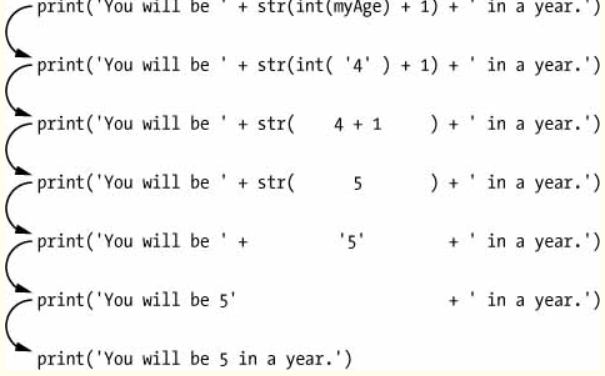 print('You will be ' + str(int(myAge) + 1) + ' in a year.')
print('You will be ' + str(int( '4' ) + 1) + ' in a year.')
print('You will be ' + str( 4 + 1 ) + ' in a year.')
print('You will be ' + str( 5 ) + ' in a year.')
print('You will be ' + '5' + ' in a year.')
print('You will be 5' + ' in a year.')
print('You will be 5 in a year.')